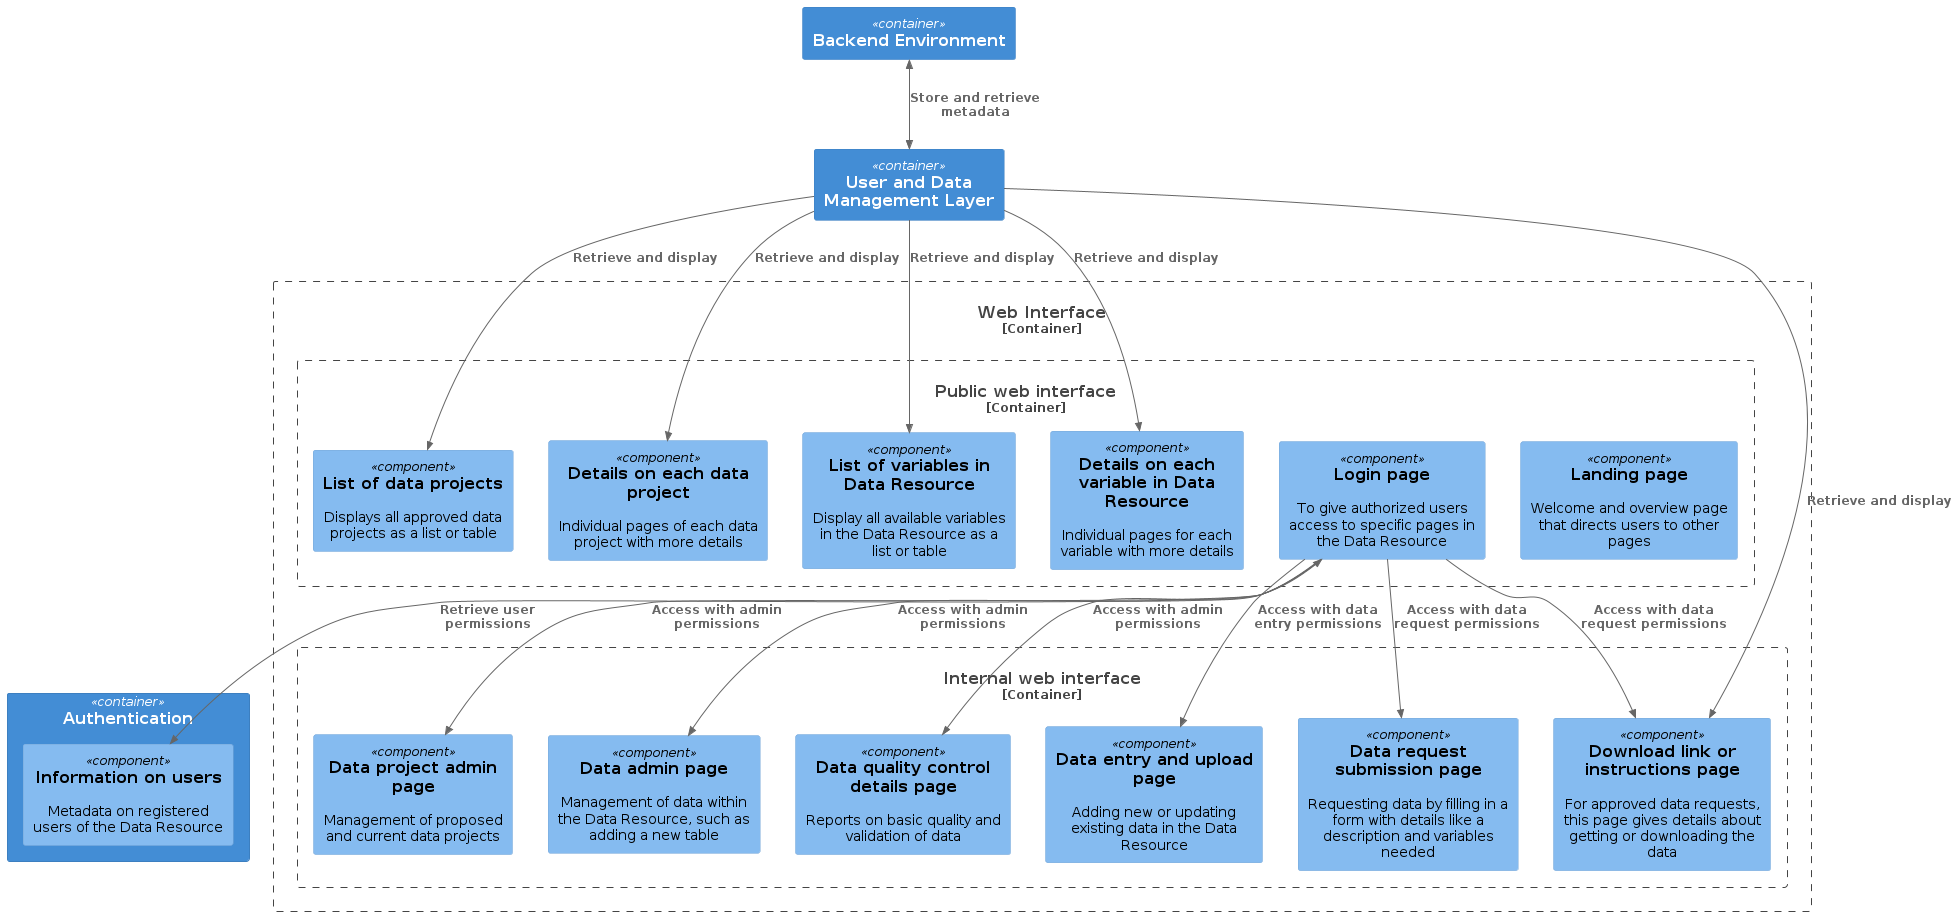 «container»
Backend Environment
Store and retrieve
metadata
«container»
User and Data
Management Layer
Retrieve and display
Retrieve and display
Retrieve and display
Retrieve and display
Web Interface
[Container]
Public web interface
[Container]
«component»
List of data projects
Displays all approved data
projects as a list or table
«component»
Details on each data
project
Individual pages of each data
project with more details
«component»
List of variables in
Data Resource
Display all available variables
in the Data Resource as a
list or table
«component»
Details on each
variable in Data
Resource
Individual pages for each
variable with more details
«component»
Login page
To give authorized users
access to specific pages in
the Data Resource
«component»
Landing page
Welcome and overview page
that directs users to other
pages
Retrieve and display
Retrieve user
permissions
Access with admin
permissions
Access with admin
permissions
Access with admin
permissions
Access with data
entry permissions
Access with data
request permissions
Access with data
request permissions
Internal web interface
[Container]
«container»
Authentication
«component»
Information on users
Metadata on registered
users of the Data Resource
«component»
Data project admin
page
Management of proposed
and current data projects
«component»
Data admin page
Management of data within
the Data Resource, such as
adding a new table
«component»
Data quality control
details page
Reports on basic quality and
validation of data
«component»
Data entry and upload
page
Adding new or updating
existing data in the Data
Resource
«component»
Data request
submission page
Requesting data by filling in a
form with details like a
description and variables
needed
«component»
Download link or
instructions page
For approved data requests,
this page gives details about
getting or downloading the
data